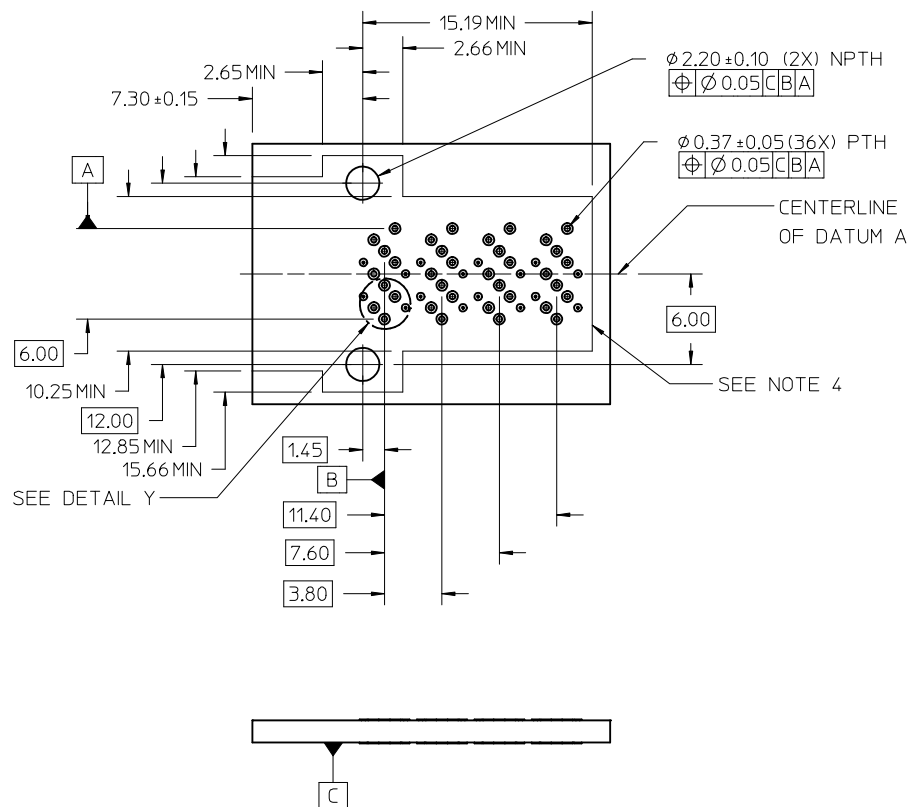 15.19 MIN
2.66 MIN
2.65 MIN
7.30 ±0.15
⌀2.20 ±0.10 (2X) NPTH
⌖ ⌀ 0.05 C B A
⌀0.37 ±0.05 (36X) PTH
⌖ ⌀ 0.05 C B A
A
CENTERLINE
OF DATUM A
6.00
6.00
10.25 MIN
SEE NOTE 4
12.00
12.85 MIN
15.66 MIN
1.45
B
SEE DETAIL Y
11.40
7.60
3.80
C